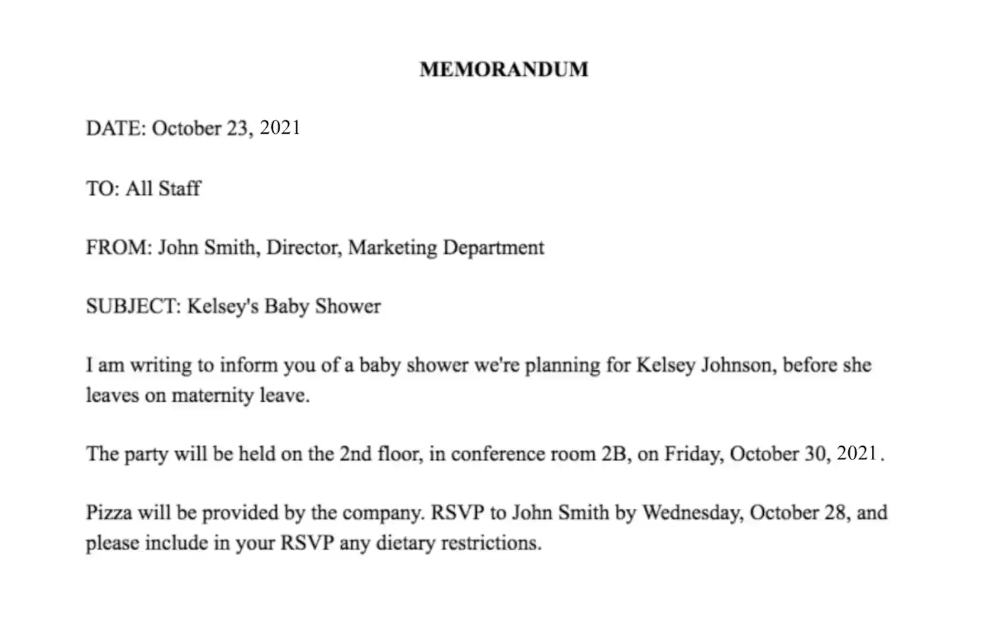 MEMORANDUM
DATE: October 23, 2021
TO: All Staff
FROM: John Smith, Director, Marketing Department
SUBJECT: Kelsey's Baby Shower
I am writing to inform you of a baby shower we're planning for Kelsey Johnson, before she
leaves on maternity leave.
The party will be held on the 2nd floor, in conference room 2B, on Friday, October 30, 2021.
Pizza will be provided by the company. RSVP to John Smith by Wednesday, October 28, and
please include in your RSVP any dietary restrictions.